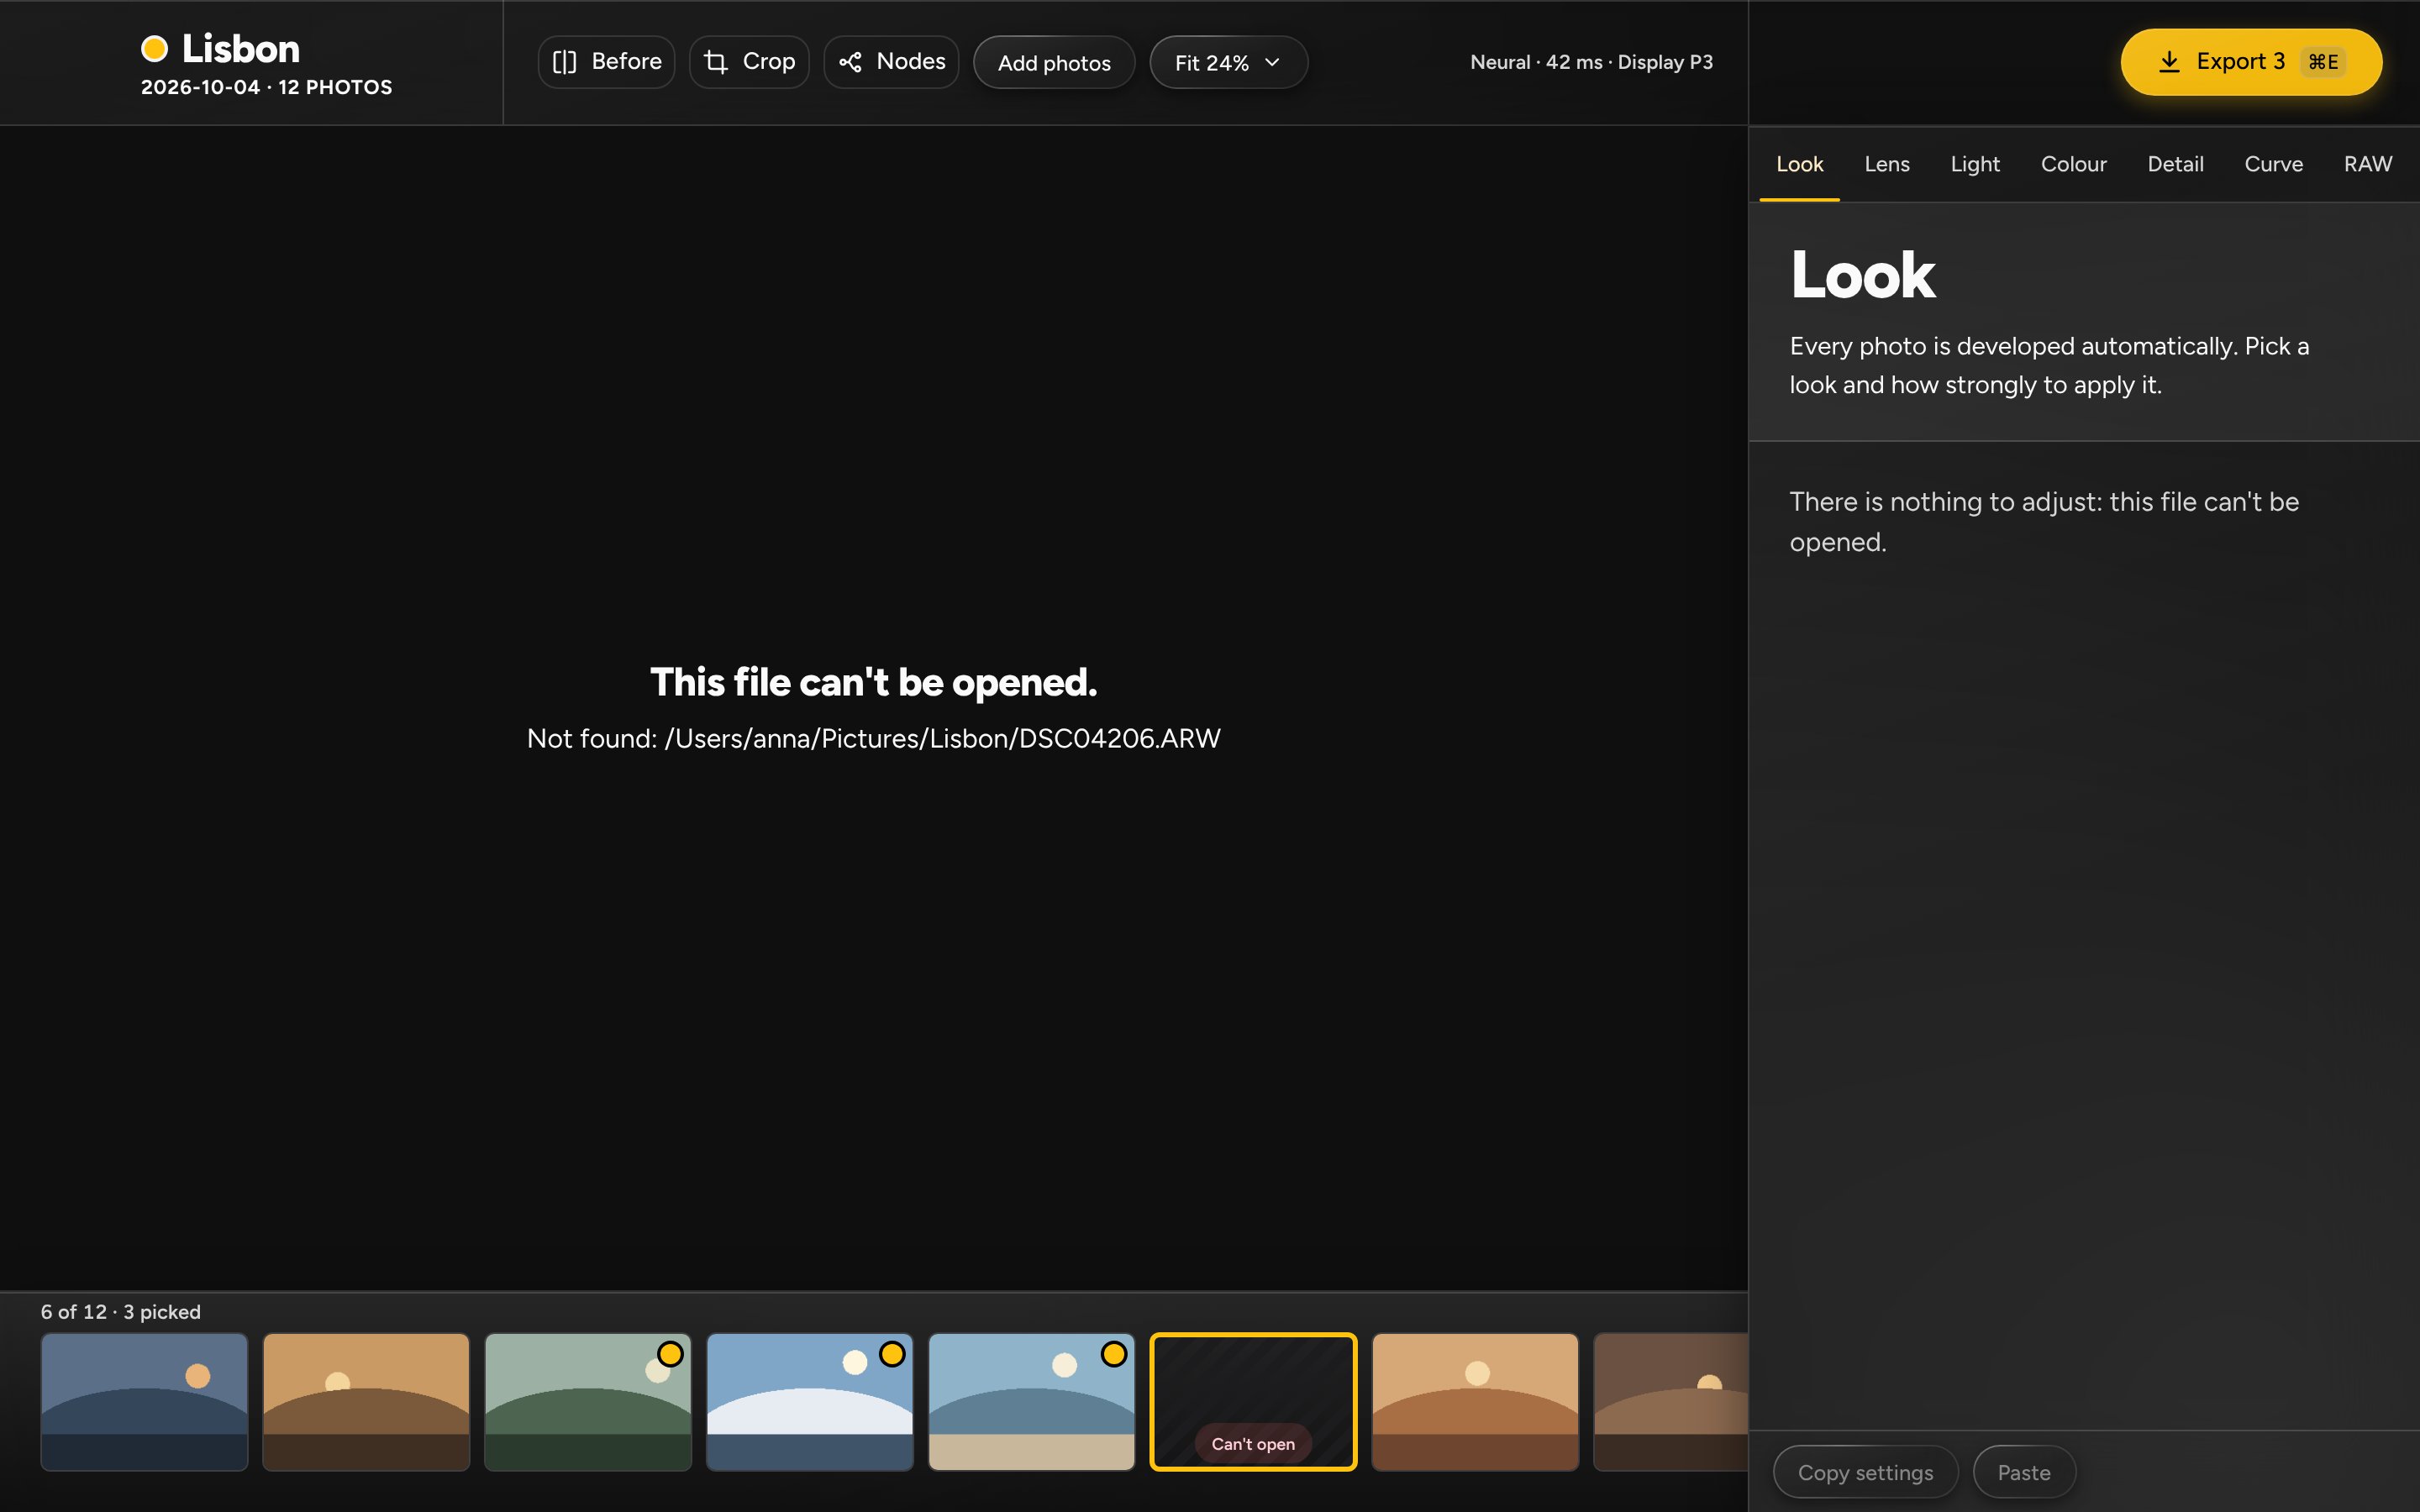 Lisbon
2026-10-04 · 12 PHOTOS
Before
Crop
Nodes
Add photos
Fit 24%
Neural · 42 ms · Display P3
Export 3 ⌘E
Look
Lens
Light
Colour
Detail
Curve
RAW
Look
Every photo is developed automatically. Pick a
look and how strongly to apply it.
There is nothing to adjust: this file can't be
opened.
This file can't be opened.
Not found: /Users/anna/Pictures/Lisbon/DSC04206.ARW
6 of 12 · 3 picked
Can't open
Copy settings
Paste